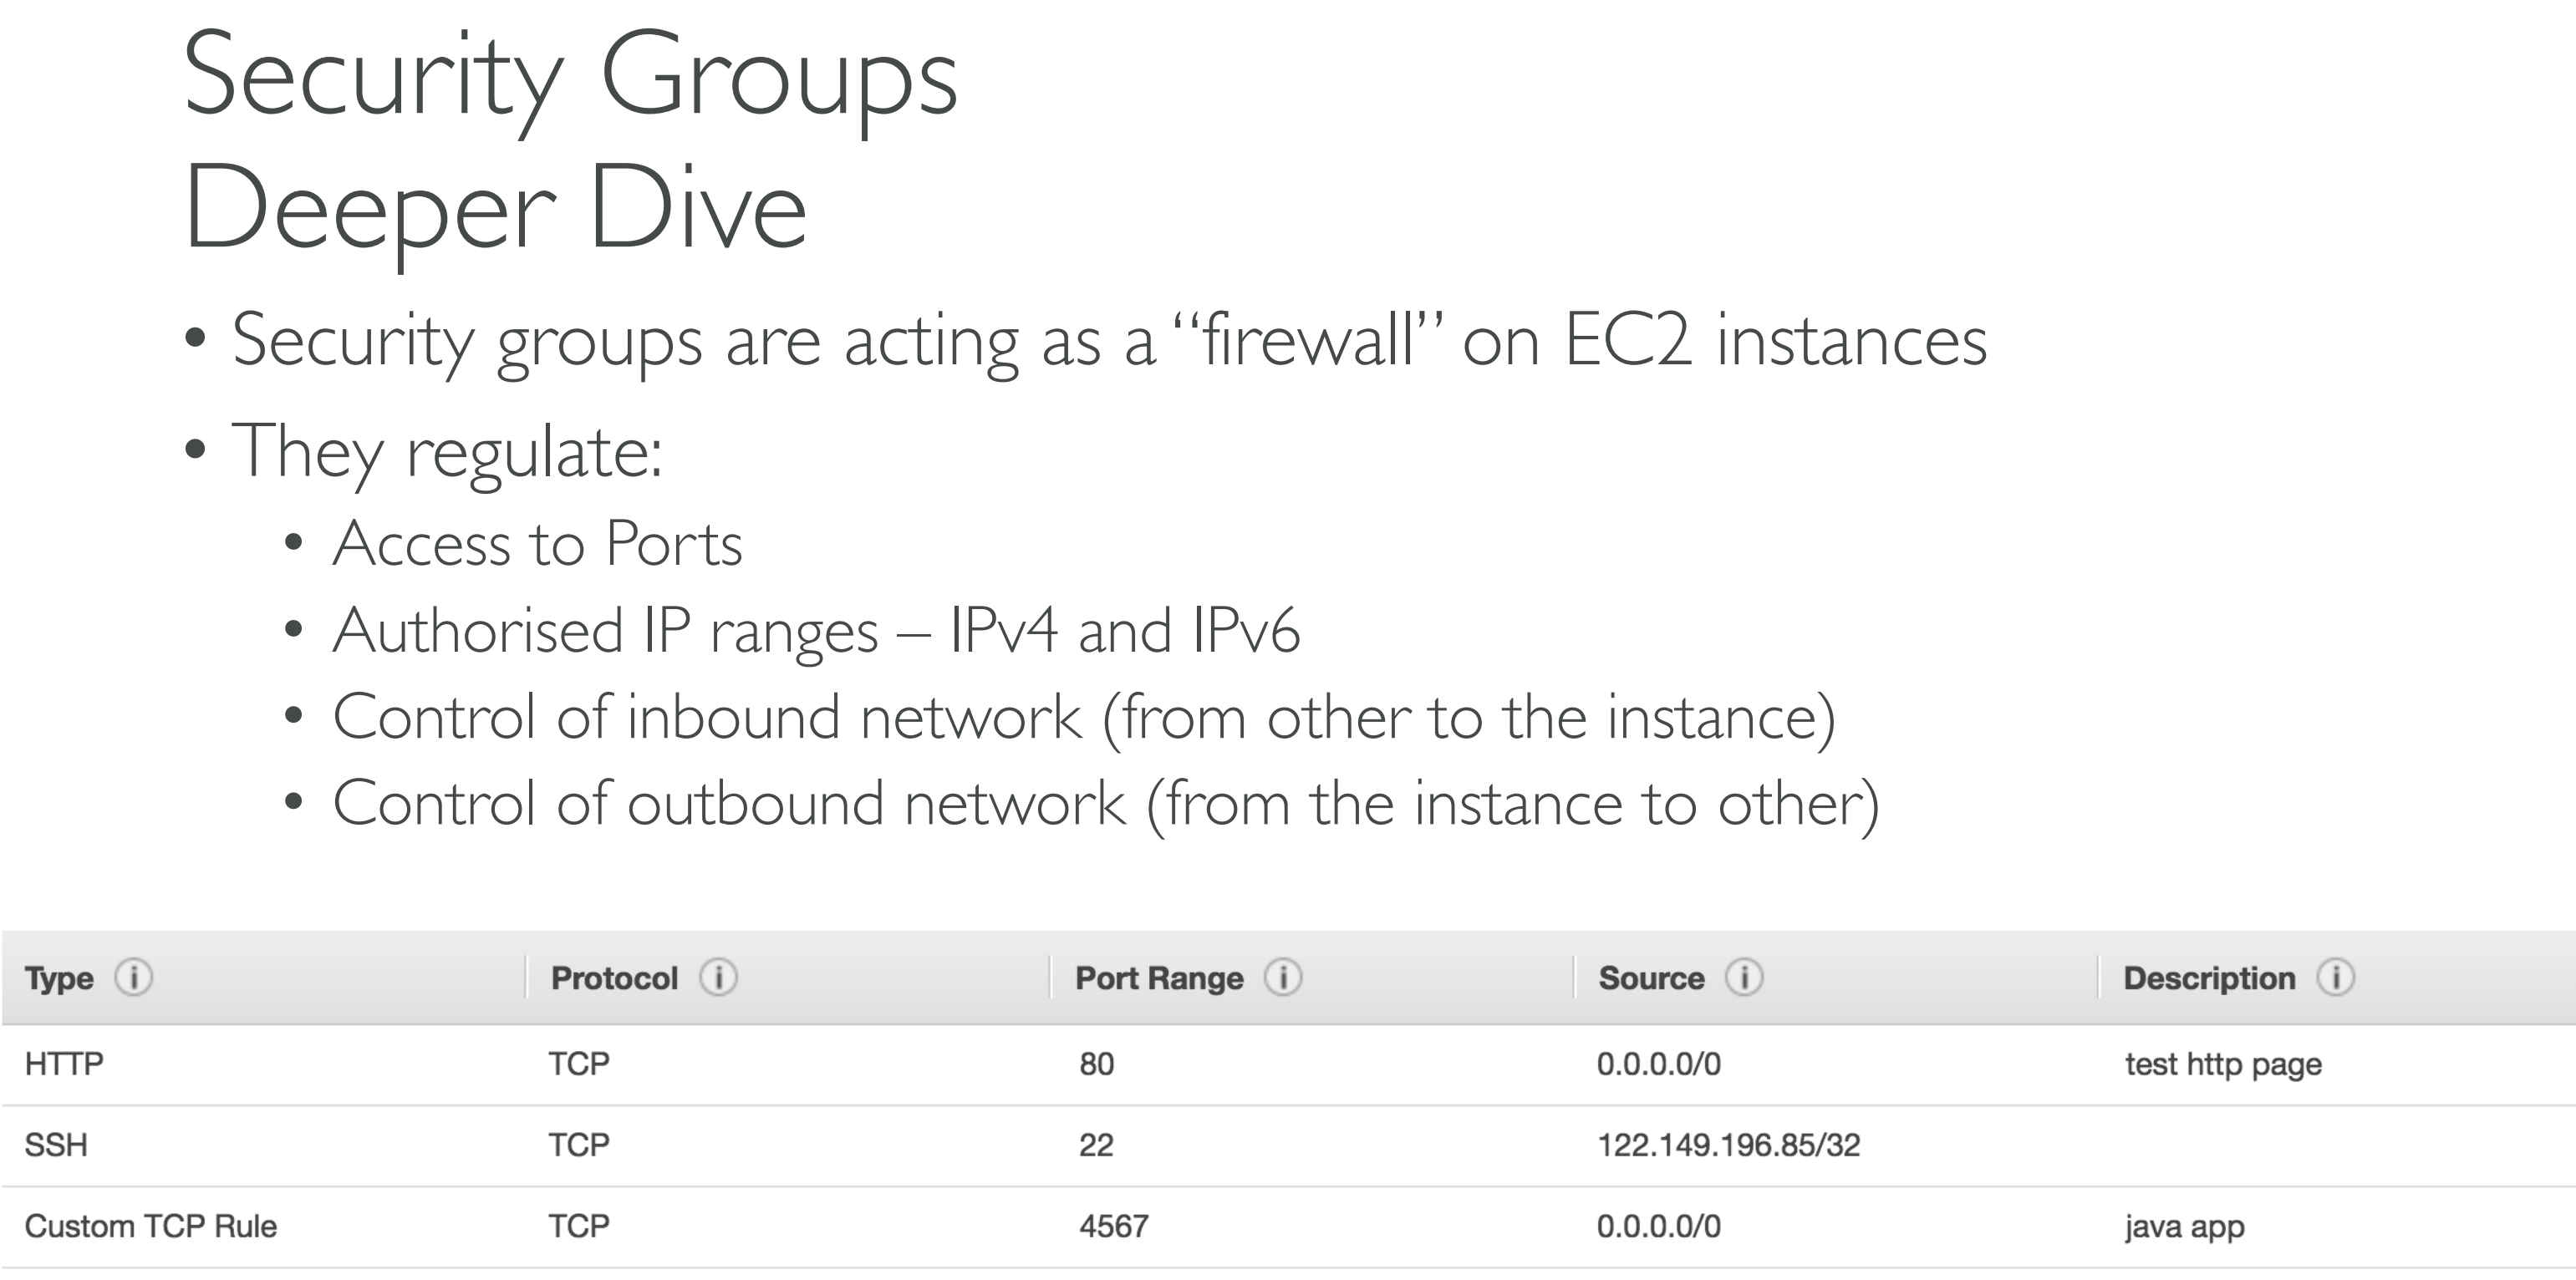 Security Groups
Deeper Dive
• Security groups are acting as a “firewall” on EC2 instances
• They regulate:
• Access to Ports
• Authorised IP ranges – IPv4 and IPv6
• Control of inbound network (from other to the instance)
• Control of outbound network (from the instance to other)
Type Protocol Port Range Source Description
HTTP TCP 80 0.0.0.0/0 test http page
SSH TCP 22 122.149.196.85/32
Custom TCP Rule TCP 4567 0.0.0.0/0 java app